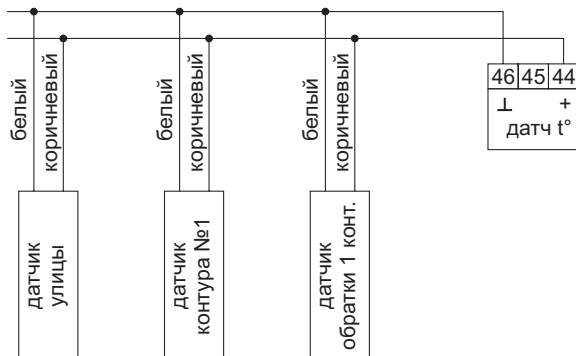 46 45 44
⊥ +
датч t°
белый
коричневый
белый
коричневый
белый
коричневый
датчик
улицы
датчик
контура №1
датчик
обратки 1 конт.